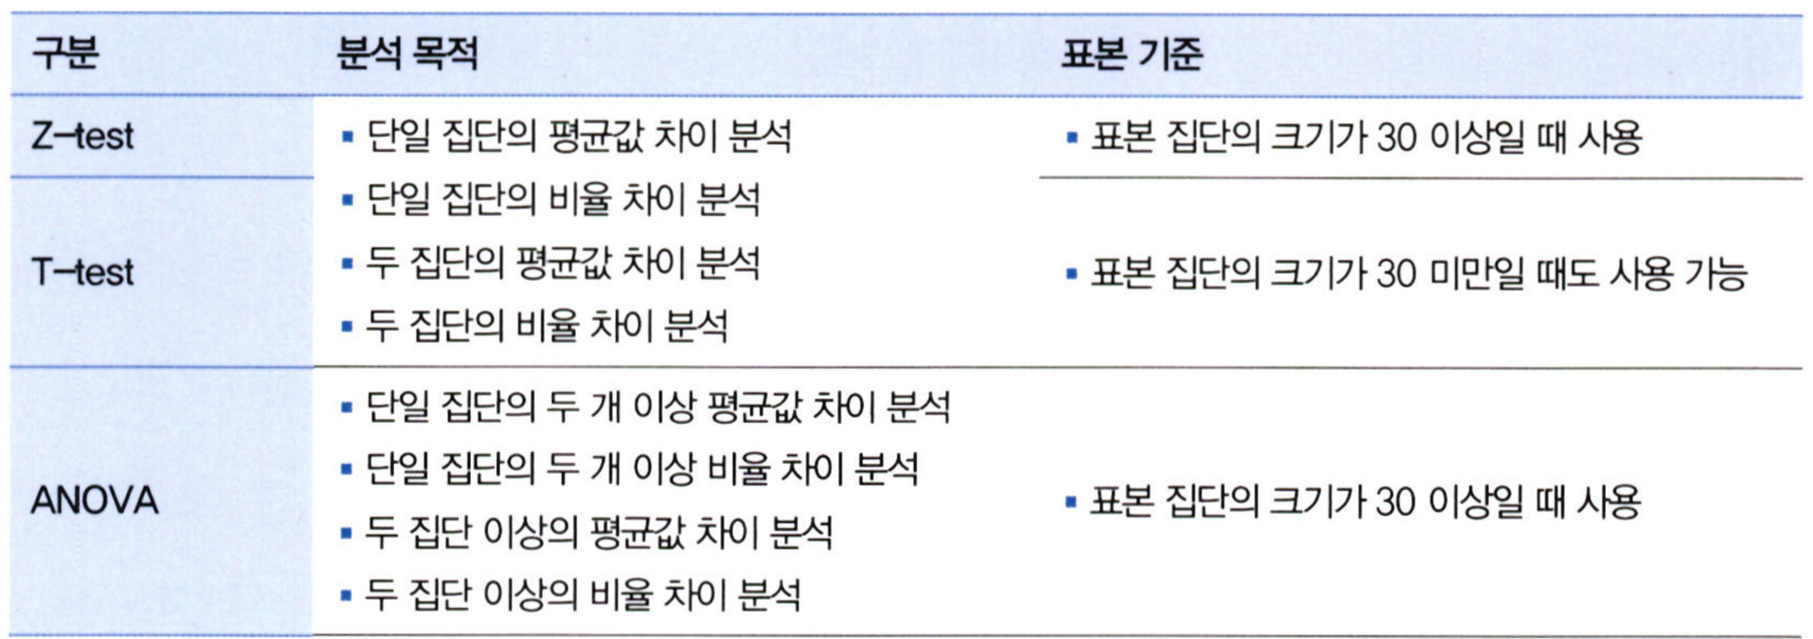 구분 분석 목적 표본 기준
Z-test
▪ 단일 집단의 평균값 차이 분석
▪ 표본 집단의 크기가 30 이상일 때 사용
▪ 단일 집단의 비율 차이 분석
T-test
▪ 두 집단의 평균값 차이 분석
▪ 표본 집단의 크기가 30 미만일 때도 사용 가능
▪ 두 집단의 비율 차이 분석
ANOVA
▪ 단일 집단의 두 개 이상 평균값 차이 분석
▪ 단일 집단의 두 개 이상 비율 차이 분석
▪ 두 집단 이상의 평균값 차이 분석
▪ 두 집단 이상의 비율 차이 분석
▪ 표본 집단의 크기가 30 이상일 때 사용